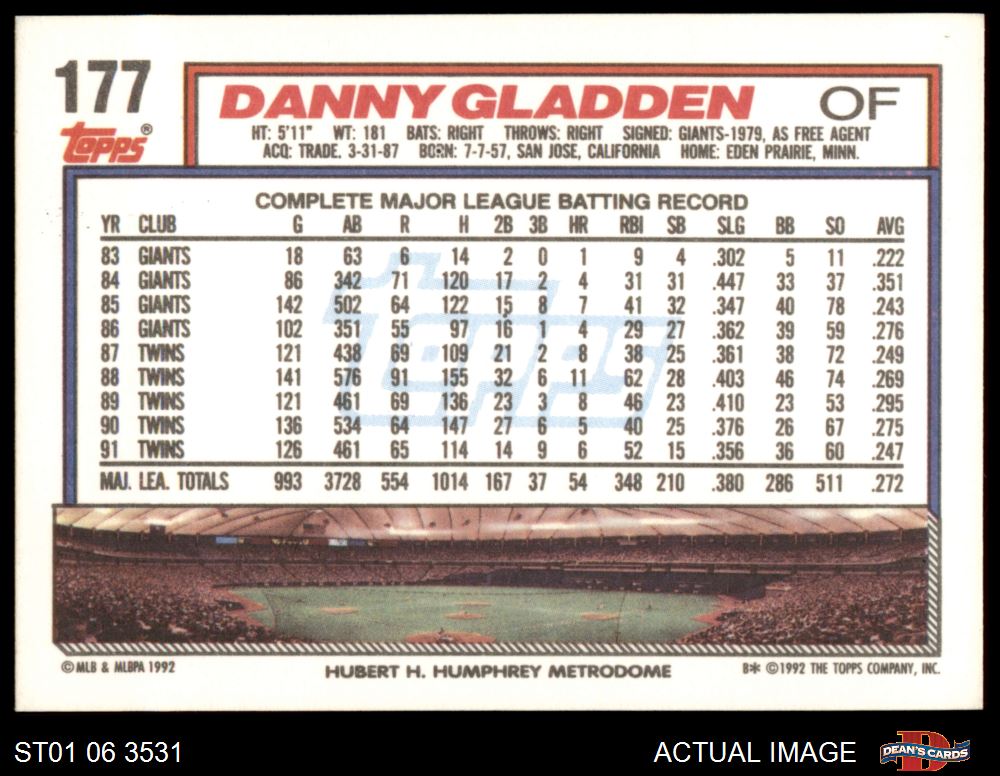 177
DANNY GLADDEN OF
topps®
HT: 5'11" WT: 181 BATS: RIGHT THROWS: RIGHT SIGNED: GIANTS-1979, AS FREE AGENT
ACQ: TRADE, 3-31-87 BORN: 7-7-57, SAN JOSE, CALIFORNIA HOME: EDEN PRAIRIE, MINN.
COMPLETE MAJOR LEAGUE BATTING RECORD
YR CLUB G AB R H 2B 3B HR RBI SB SLG BB SO AVG
83 GIANTS 18 63 6 14 2 0 1 9 4 .302 5 11 .222
84 GIANTS 86 342 71 120 17 2 4 31 31 .447 33 37 .351
85 GIANTS 142 502 64 122 15 8 7 41 32 .347 40 78 .243
86 GIANTS 102 351 55 97 16 1 4 29 27 .362 39 59 .276
87 TWINS 121 438 69 109 21 2 8 38 25 .361 38 72 .249
88 TWINS 141 576 91 155 32 6 11 62 28 .403 46 74 .269
89 TWINS 121 461 69 136 23 3 8 46 23 .410 23 53 .295
90 TWINS 136 534 64 147 27 6 5 40 25 .376 26 67 .275
91 TWINS 126 461 65 114 14 9 6 52 15 .356 36 60 .247
MAJ. LEA. TOTALS 993 3728 554 1014 167 37 54 348 210 .380 286 511 .272
topps
©MLB & MLBPA 1992
HUBERT H. HUMPHREY METRODOME
B* ©1992 THE TOPPS COMPANY, INC.
ST01 06 3531
ACTUAL IMAGE
D
DEAN'S CARDS